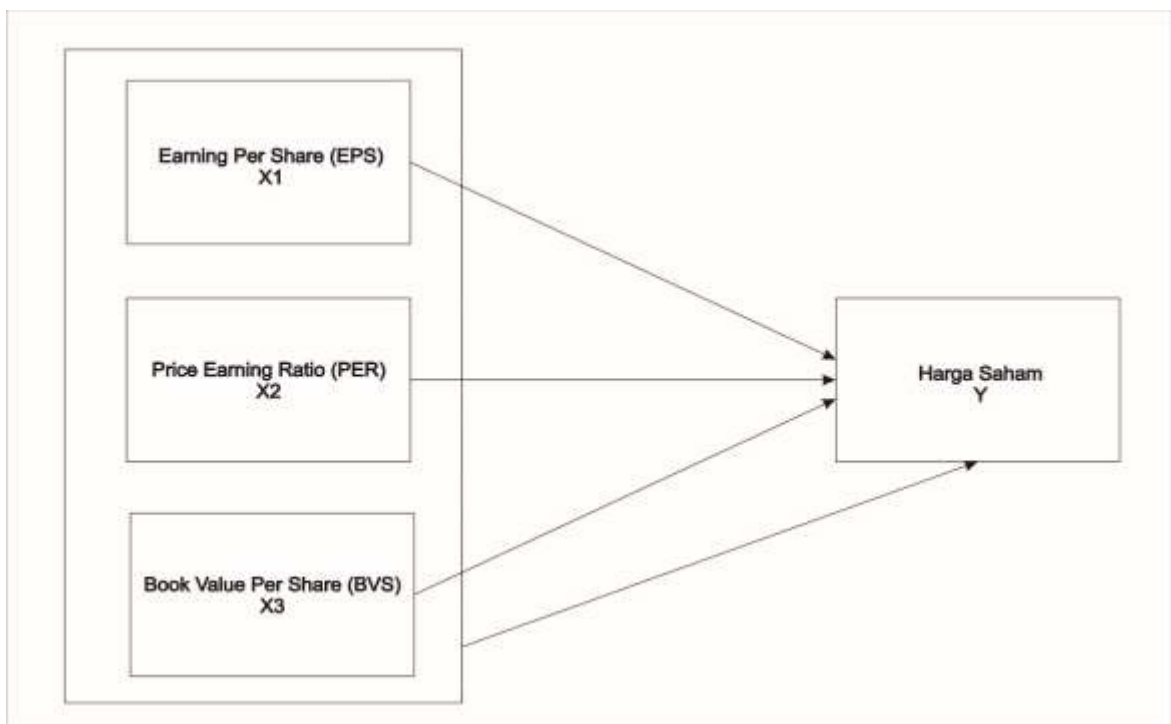 Earning Per Share (EPS)
X1
Price Earning Ratio (PER)
X2
Harga Saham
Y
Book Value Per Share (BVS)
X3